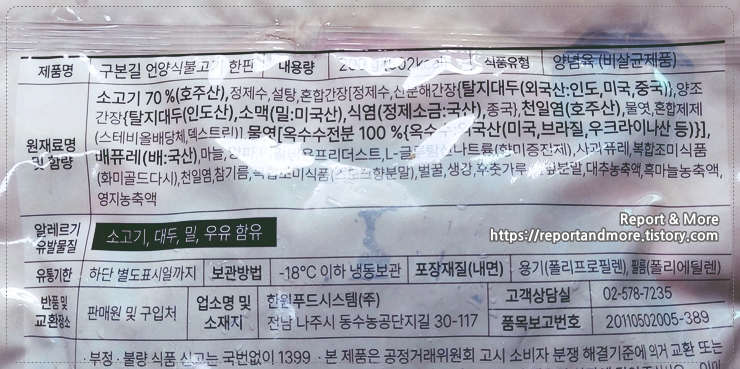 제품명 구본길 언양식불고기 한판 내용량 식품유형 양념육 (비살균제품)
원재료명 및 함량
소고기 70%(호주산),정제수,설탕,혼합간장[정제수,산분해간장{탈지대두(외국산:인도,미국,중국)},양조
간장{탈지대두(인도산),소맥(밀:미국산),식염(정제소금:국산),종국},천일염(호주산),물엿,혼합제제
(스테비올배당체,덱스트린)] 물엿[옥수수전분 100 %{옥수수:외국산(미국,브라질,우크라이나산 등)}],
배퓨레(배:국산),마늘,양파,L-글루탐산나트륨(향미증진제),사과퓨레,복합조미식품
(화미골드다시),천일염,참기름,벌꿀,생강,후춧가루,대추농축액,흑마늘농축액,
영지농축액
알레르기 유발물질 소고기, 대두, 밀, 우유 함유
Report & More
https://reportandmore.tistory.com
유통기한 하단 별도표시일까지 보관방법 -18℃ 이하 냉동보관 포장재질(내면) 용기(폴리프로필렌), 필름(폴리에틸렌)
반품 및 교환장소 판매원 및 구입처 업소명 및 소재지 한원푸드시스템(주) 고객상담실 02-578-7235
전남 나주시 동수농공단지길 30-117 품목보고번호 20110502005-389
·부정·불량 식품 신고는 국번없이 1399 ·본 제품은 공정거래위원회 고시 소비자 분쟁 해결기준에 의거 교환 또는